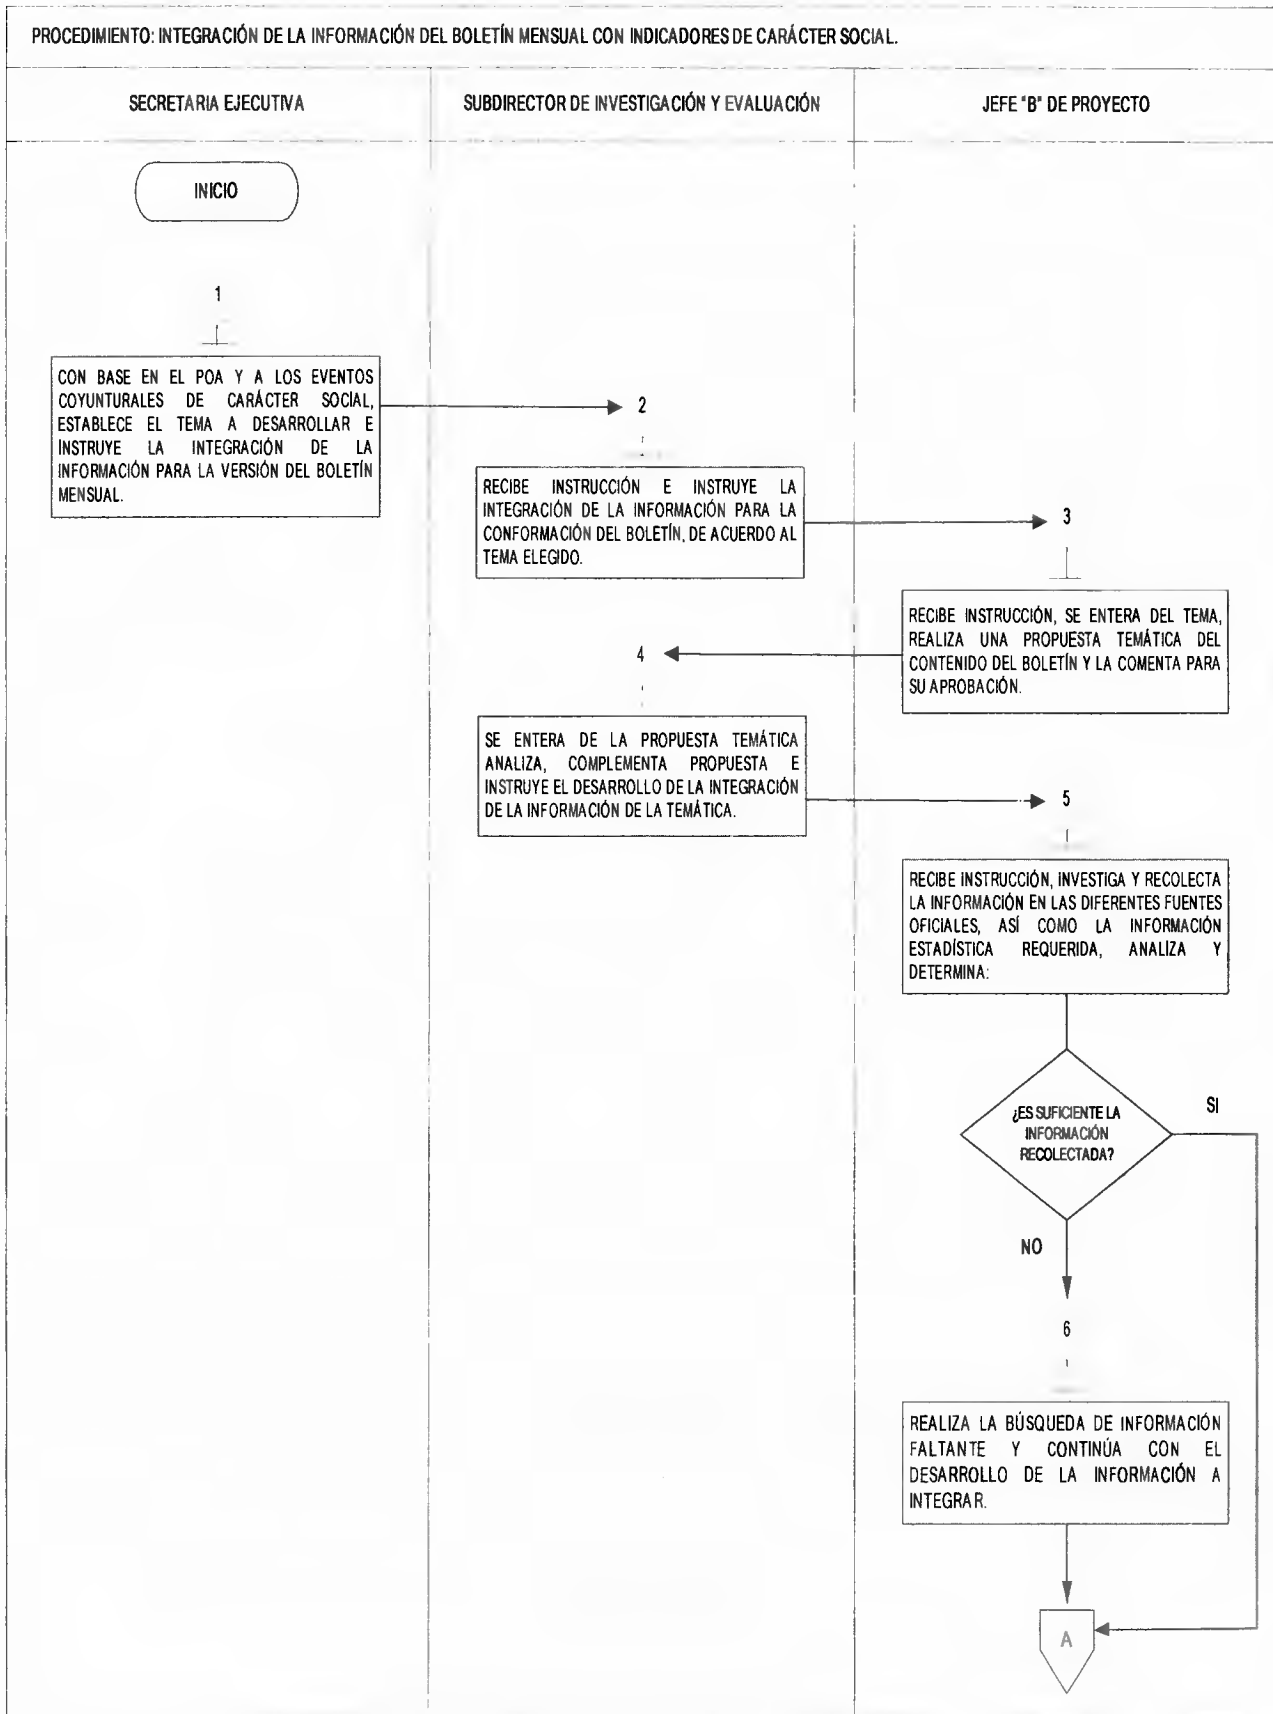 PROCEDIMIENTO: INTEGRACIÓN DE LA INFORMACIÓN DEL BOLETÍN MENSUAL CON INDICADORES DE CARÁCTER SOCIAL.
SECRETARIA EJECUTIVA
SUBDIRECTOR DE INVESTIGACIÓN Y EVALUACIÓN
JEFE "B" DE PROYECTO
INICIO
1
CON BASE EN EL POA Y A LOS EVENTOS
COYUNTURALES DE CARÁCTER SOCIAL,
ESTABLECE EL TEMA A DESARROLLAR E
INSTRUYE LA INTEGRACIÓN DE LA
INFORMACIÓN PARA LA VERSIÓN DEL BOLETÍN
MENSUAL.
2
RECIBE INSTRUCCIÓN E INSTRUYE LA
INTEGRACIÓN DE LA INFORMACIÓN PARA LA
CONFORMACIÓN DEL BOLETÍN, DE ACUERDO AL
TEMA ELEGIDO.
3
RECIBE INSTRUCCIÓN, SE ENTERA DEL TEMA,
REALIZA UNA PROPUESTA TEMÁTICA DEL
CONTENIDO DEL BOLETÍN Y LA COMENTA PARA
SU APROBACIÓN.
4
SE ENTERA DE LA PROPUESTA TEMÁTICA
ANALIZA, COMPLEMENTA PROPUESTA E
INSTRUYE EL DESARROLLO DE LA INTEGRACIÓN
DE LA INFORMACIÓN DE LA TEMÁTICA.
5
RECIBE INSTRUCCIÓN, INVESTIGA Y RECOLECTA
LA INFORMACIÓN EN LAS DIFERENTES FUENTES
OFICIALES, ASÍ COMO LA INFORMACIÓN
ESTADÍSTICA REQUERIDA, ANALIZA Y
DETERMINA:
¿ES SUFICIENTE LA
INFORMACIÓN
RECOLECTADA?
SI
NO
6
REALIZA LA BÚSQUEDA DE INFORMACIÓN
FALTANTE Y CONTINÚA CON EL
DESARROLLO DE LA INFORMACIÓN A
INTEGRAR.
A